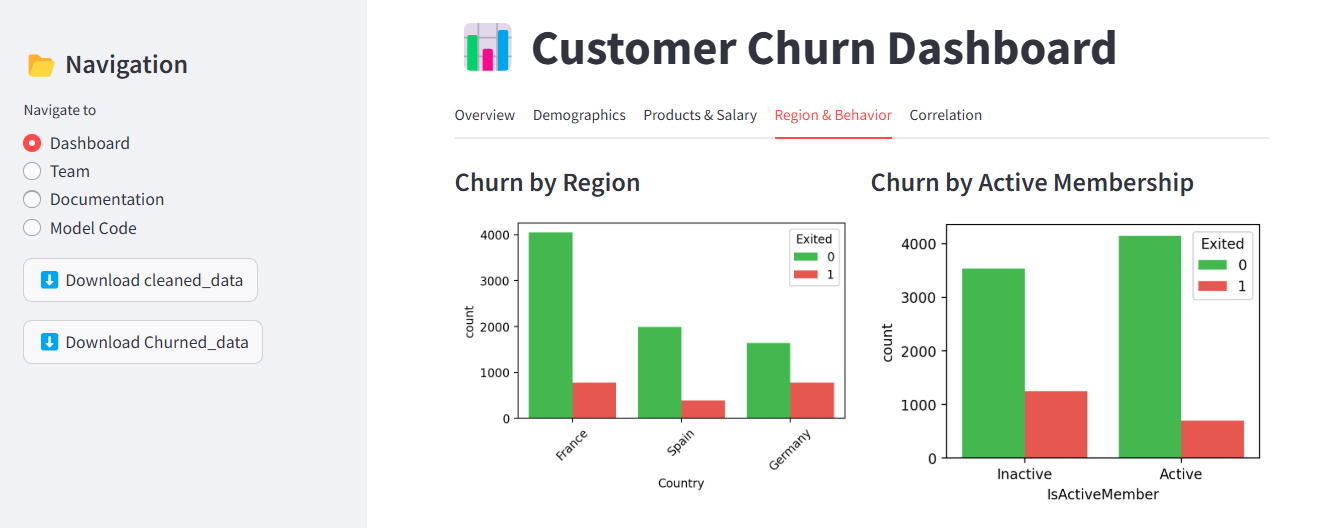 Navigation
Navigate to
Dashboard
Team
Documentation
Model Code
Download cleaned_data
Download Churned_data
Customer Churn Dashboard
Overview Demographics Products & Salary Region & Behavior Correlation
Churn by Region
4000
3000
2000
1000
0
count
Exited
0
1
France Spain Germany
Country
Churn by Active Membership
4000
3000
2000
1000
0
count
Exited
0
1
Inactive Active
IsActiveMember